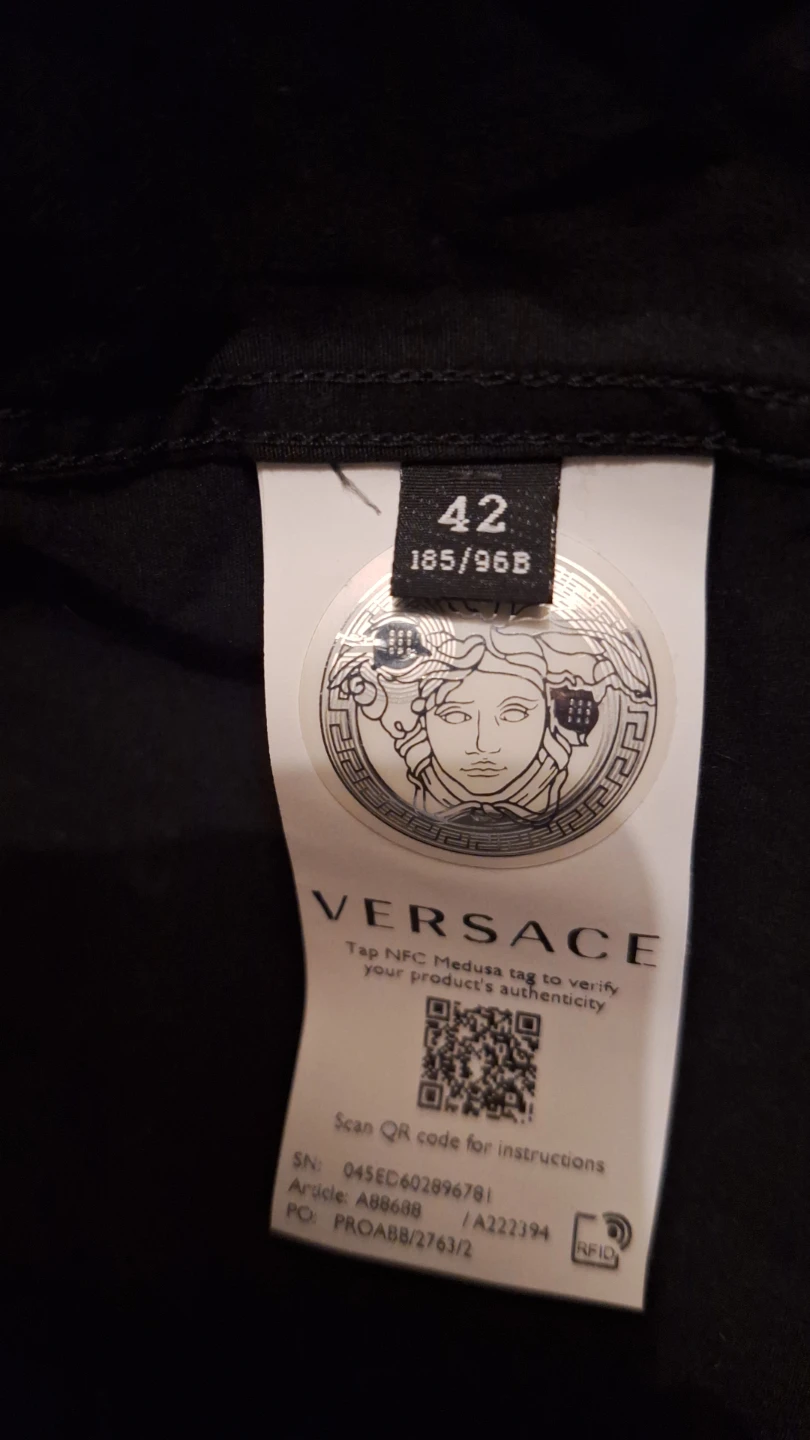 42
185/96B
VERSACE
Tap NFC Medusa tag to verify
your product's authenticity
Scan QR code for instructions
SN: 045ED602896781
Article: A88688 / A222394
PO: PROABB/2763/2
RFID